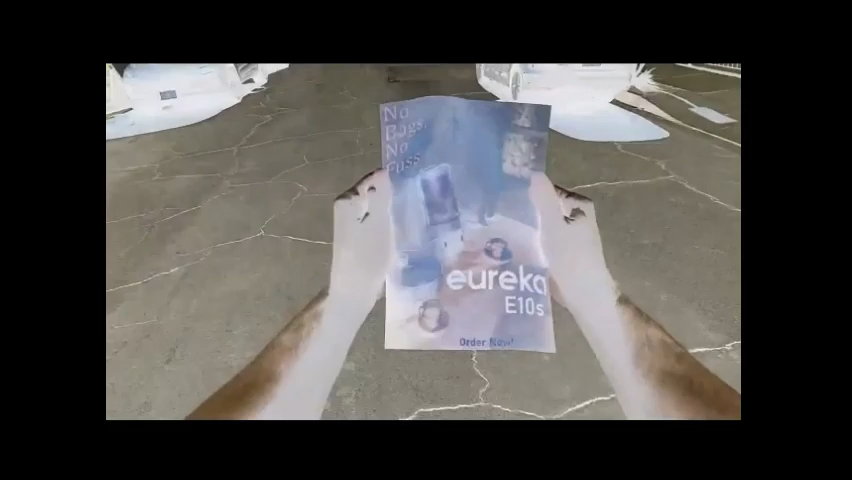 No
Bags.
No
Fuss.
eureka
E10s
Order Now!